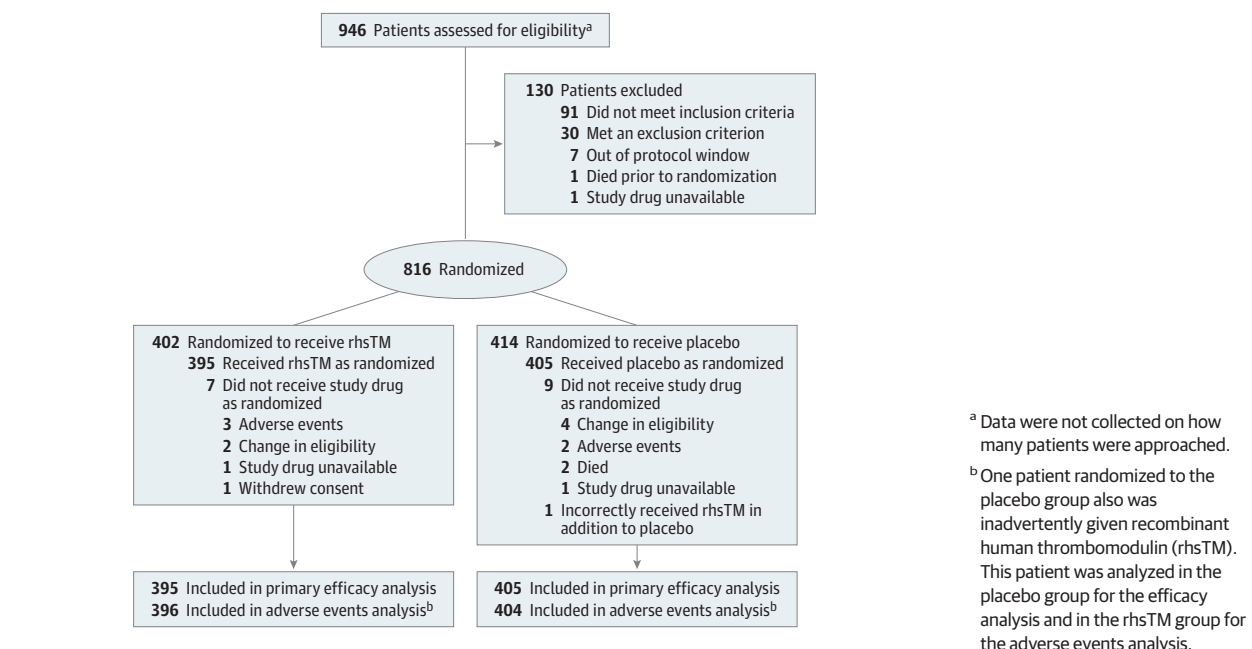 946 Patients assessed for eligibilityᵃ
130 Patients excluded
91 Did not meet inclusion criteria
30 Met an exclusion criterion
7 Out of protocol window
1 Died prior to randomization
1 Study drug unavailable
816 Randomized
402 Randomized to receive rhsTM
395 Received rhsTM as randomized
7 Did not receive study drug
as randomized
3 Adverse events
2 Change in eligibility
1 Study drug unavailable
1 Withdrew consent
414 Randomized to receive placebo
405 Received placebo as randomized
9 Did not receive study drug
as randomized
4 Change in eligibility
2 Adverse events
2 Died
1 Study drug unavailable
1 Incorrectly received rhsTM in
addition to placebo
395 Included in primary efficacy analysis
396 Included in adverse events analysisᵇ
405 Included in primary efficacy analysis
404 Included in adverse events analysisᵇ
ᵃ Data were not collected on how
many patients were approached.
ᵇ One patient randomized to the
placebo group also was
inadvertently given recombinant
human thrombomodulin (rhsTM).
This patient was analyzed in the
placebo group for the efficacy
analysis and in the rhsTM group for
the adverse events analysis.